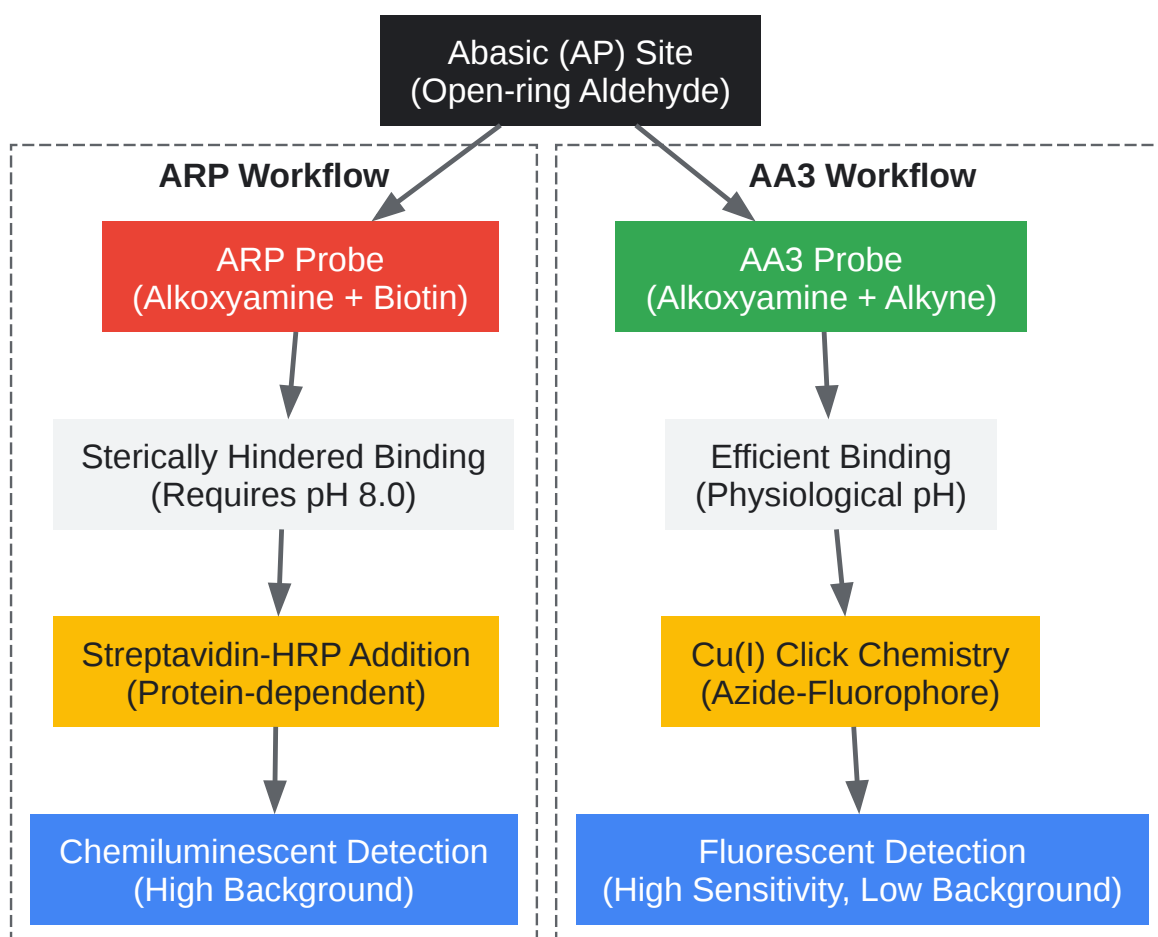 Abasic (AP) Site
(Open-ring Aldehyde)
ARP Workflow
ARP Probe
(Alkoxyamine + Biotin)
Sterically Hindered Binding
(Requires pH 8.0)
Streptavidin-HRP Addition
(Protein-dependent)
Chemiluminescent Detection
(High Background)
AA3 Workflow
AA3 Probe
(Alkoxyamine + Alkyne)
Efficient Binding
(Physiological pH)
Cu(I) Click Chemistry
(Azide-Fluorophore)
Fluorescent Detection
(High Sensitivity, Low Background)